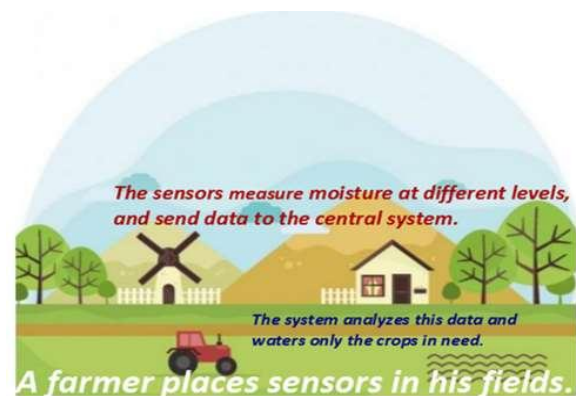 The sensors measure moisture at different levels,
and send data to the central system.
The system analyzes this data and
waters only the crops in need.
A farmer places sensors in his fields.